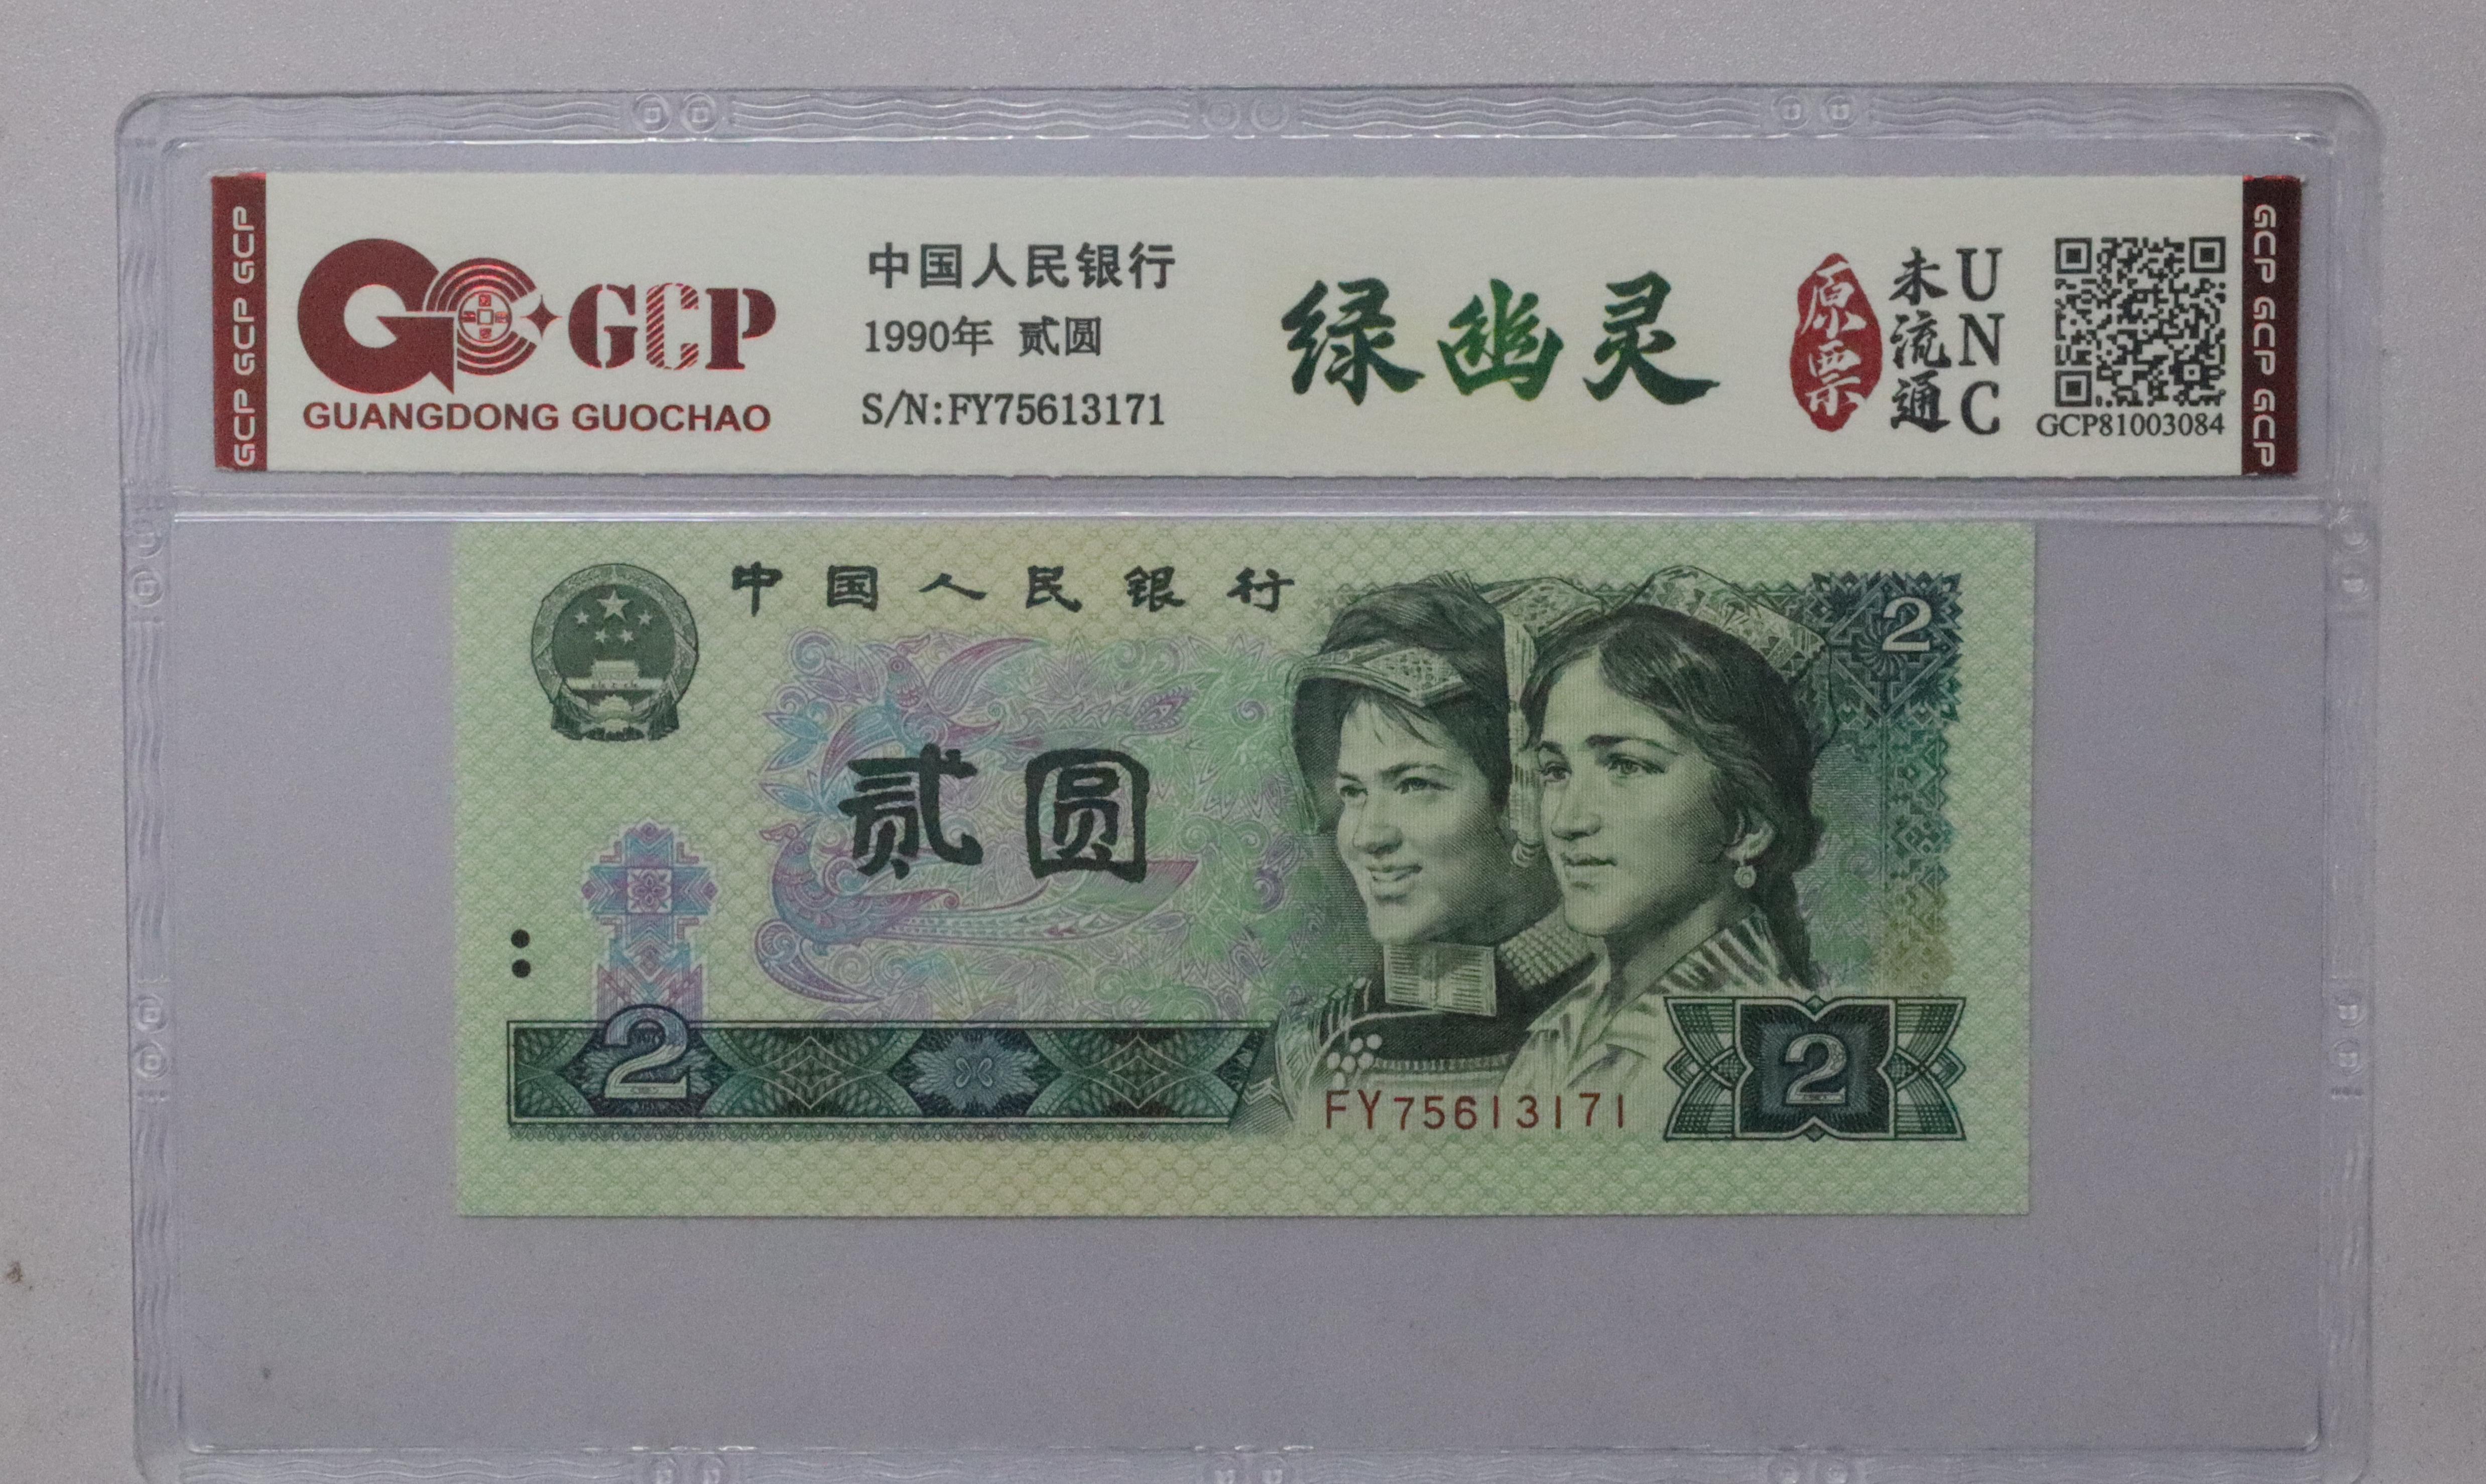 GCP GCP GCP
GCP
GUANGDONG GUOCHAO
中国人民银行
1990年 贰圆
S/N:FY75613171
绿幽灵
原票
未流通
UNC
GCP81003084
GCP GCP GCP
中国人民银行
2
贰圆
2
FY75613171
2